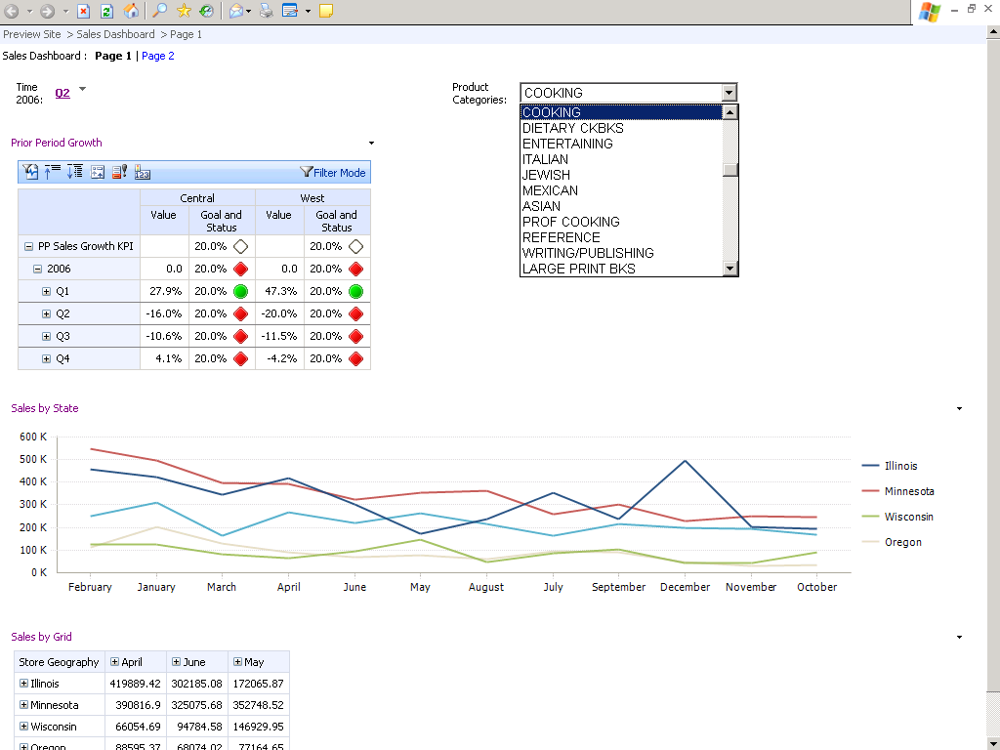 Preview Site > Sales Dashboard > Page 1
Sales Dashboard : Page 1 | Page 2
Time 2006: Q2
Product Categories: COOKING
COOKING
DIETARY CKBKS
ENTERTAINING
ITALIAN
JEWISH
MEXICAN
ASIAN
PROF COOKING
REFERENCE
WRITING/PUBLISHING
LARGE PRINT BKS
Prior Period Growth
Filter Mode
Central West
Value Goal and Status Value Goal and Status
PP Sales Growth KPI 20.0% 20.0%
2006 0.0 20.0% 0.0 20.0%
Q1 27.9% 20.0% 47.3% 20.0%
Q2 -16.0% 20.0% -20.0% 20.0%
Q3 -10.6% 20.0% -11.5% 20.0%
Q4 4.1% 20.0% -4.2% 20.0%
Sales by State
600 K
500 K
400 K
300 K
200 K
100 K
0 K
February January March April June May August July September December November October
Illinois
Minnesota
Wisconsin
Oregon
Sales by Grid
Store Geography April June May
Illinois 419889.42 302185.08 172065.87
Minnesota 390816.9 325075.68 352748.52
Wisconsin 66054.69 94784.58 146929.95
Oregon 88595.37 68074.02 77164.65